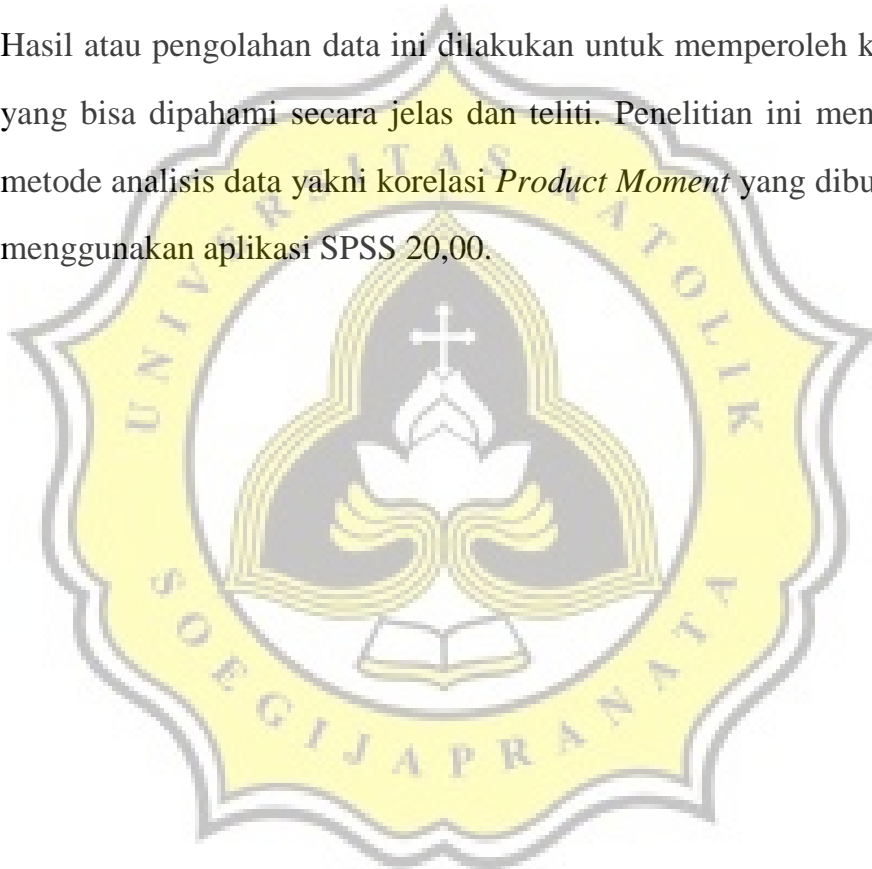 Hasil atau pengolahan data ini dilakukan untuk memperoleh k
yang bisa dipahami secara jelas dan teliti. Penelitian ini men
metode analisis data yakni korelasi Product Moment yang dibu
menggunakan aplikasi SPSS 20,00.
UNIVERSITAS KATOLIK
SOEGIJAPRANATA